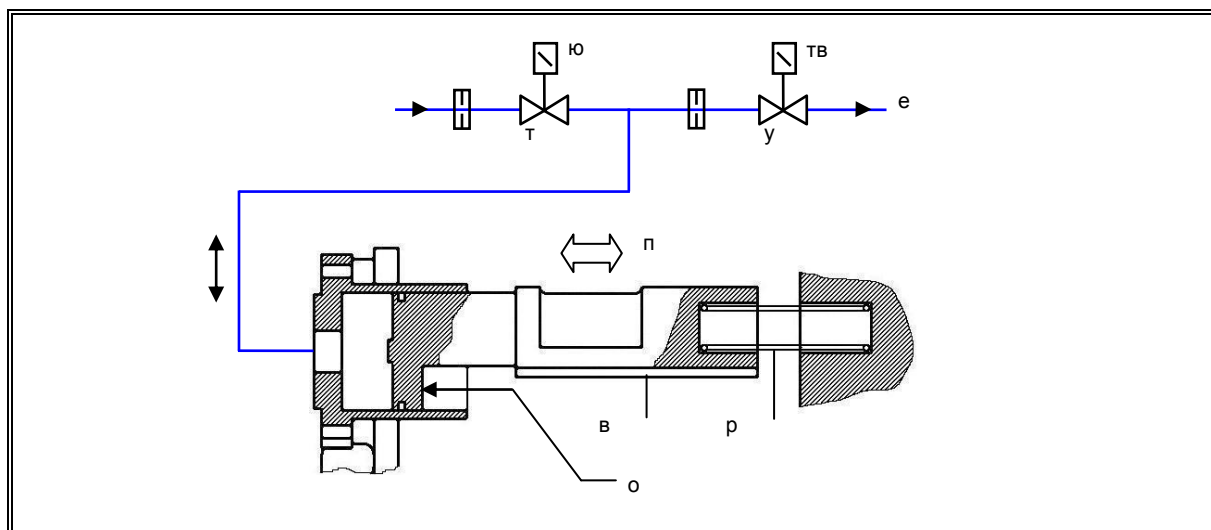 ю
тв
е
т
у
п
в
р
о